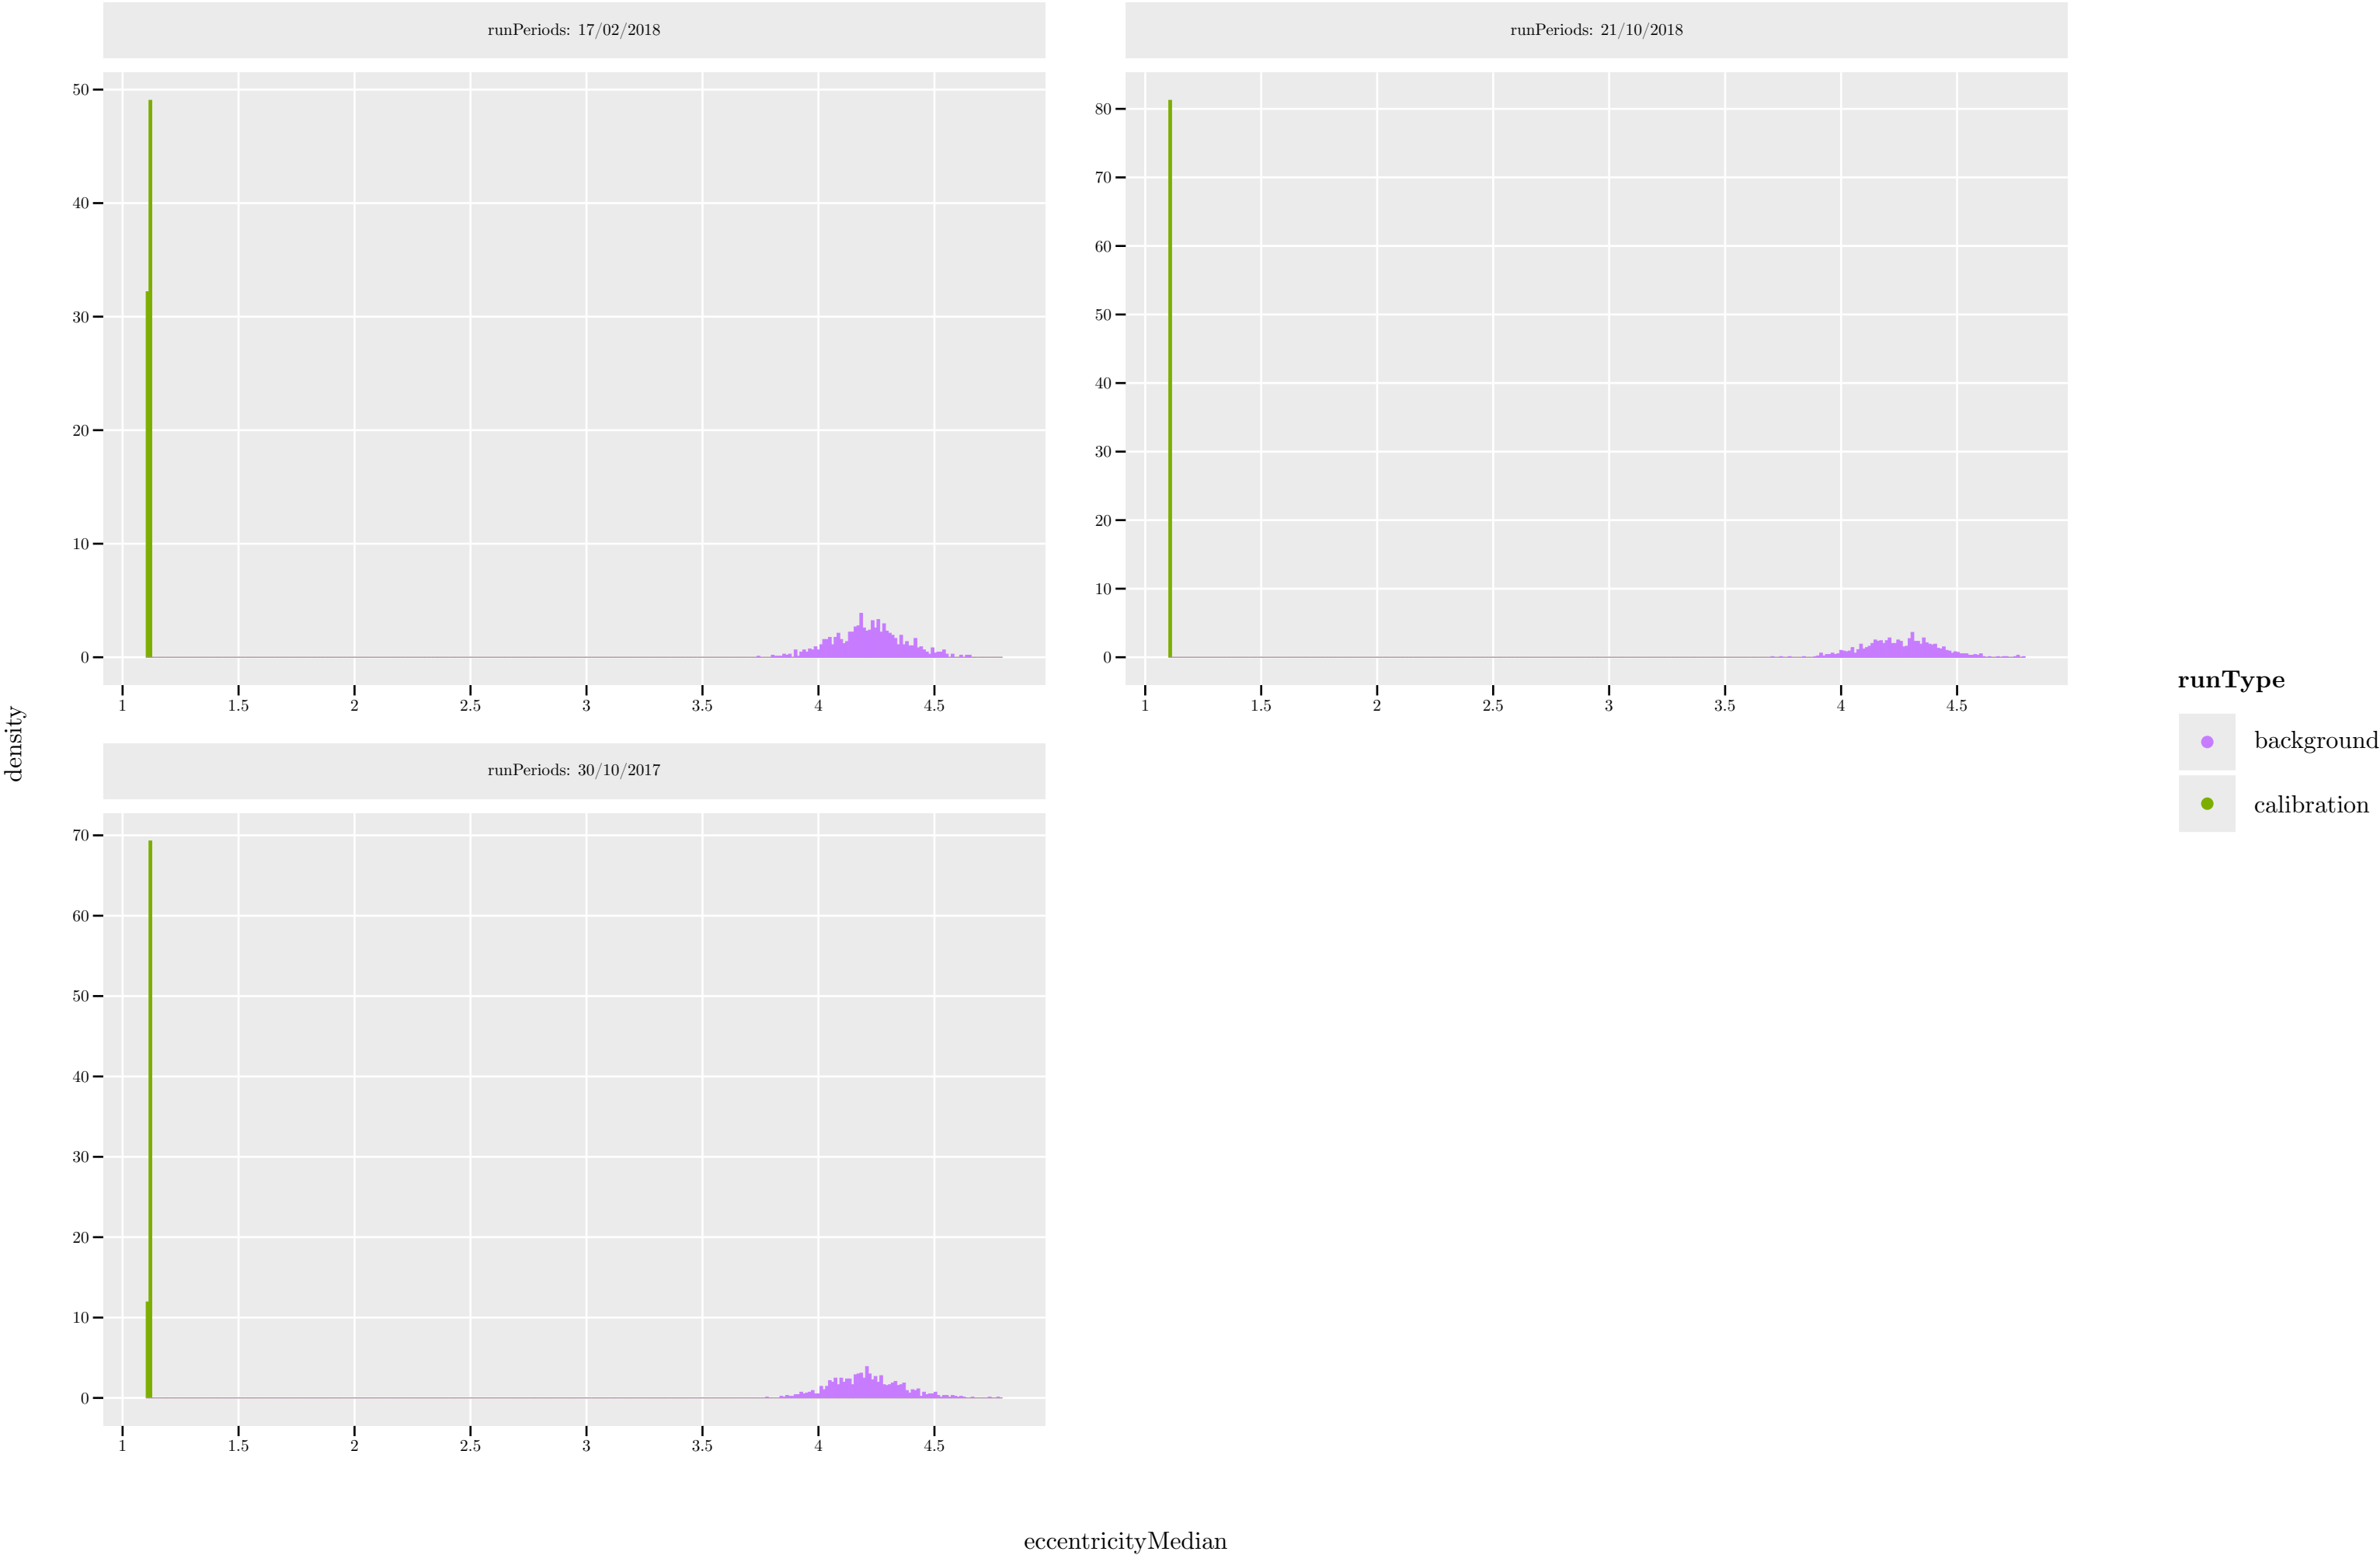 runPeriods: 17/02/2018
50
40
30
20
10
0
1 1.5 2 2.5 3 3.5 4 4.5
runPeriods: 21/10/2018
80
70
60
50
40
30
20
10
0
1 1.5 2 2.5 3 3.5 4 4.5
runPeriods: 30/10/2017
70
60
50
40
30
20
10
0
1 1.5 2 2.5 3 3.5 4 4.5
density
eccentricityMedian
runType
background
calibration